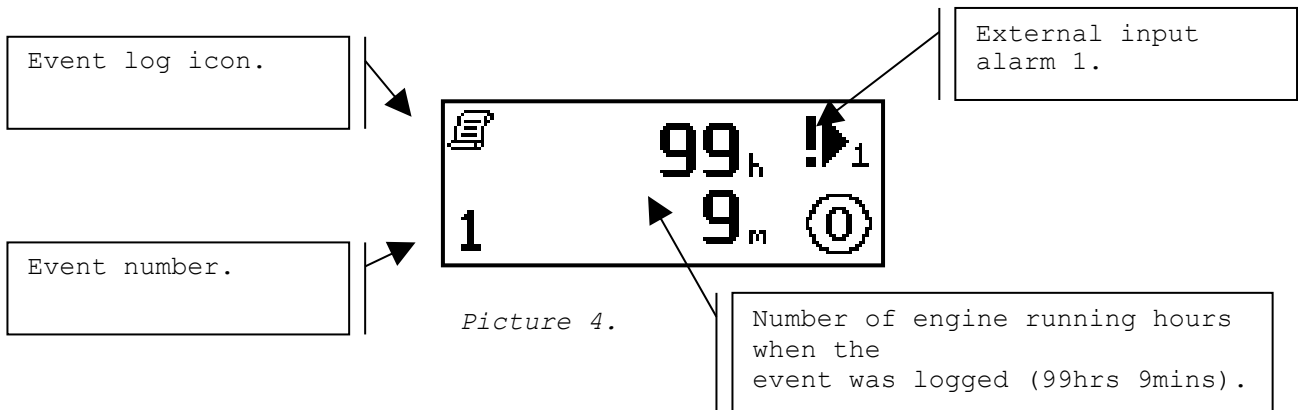 Event log icon.
External input
alarm 1.
99h
!1
1
9m
0
Event number.
Picture 4.
Number of engine running hours
when the
event was logged (99hrs 9mins).